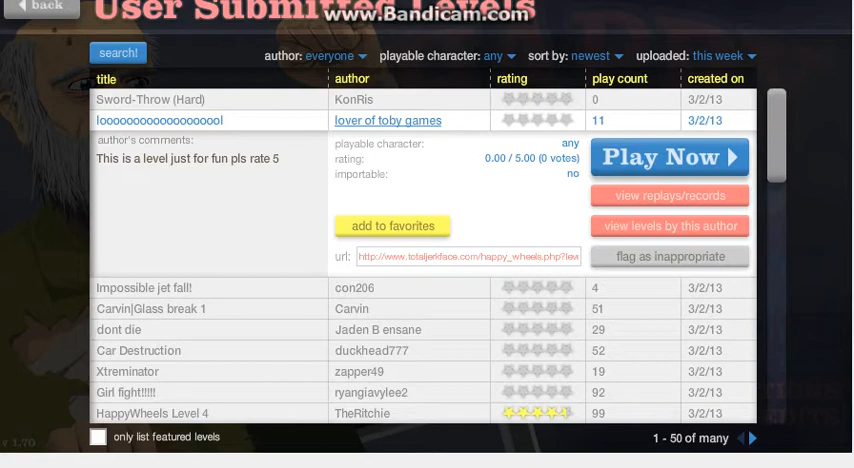 back
User Submitted Levels
www.Bandicam.com
search!
author: everyone playable character: any sort by: newest uploaded: this week
title author rating play count created on
Sword-Throw (Hard) KonRis 0 3/2/13
looooooooooooooooool lover of toby games 11 3/2/13
author's comments:
This is a level just for fun pls rate 5
playable character: any
rating: 0.00 / 5.00 (0 votes)
importable: no
Play Now
view replays/records
add to favorites
view levels by this author
url: http://www.totaljerkface.com/happy_wheels.php?leve
flag as inappropriate
Impossible jet fall! con206 4 3/2/13
Carvin|Glass break 1 Carvin 51 3/2/13
dont die Jaden B ensane 29 3/2/13
Car Destruction duckhead777 52 3/2/13
Xtreminator zapper49 19 3/2/13
Girl fight!!!!! ryangiavylee2 92 3/2/13
HappyWheels Level 4 TheRitchie 99 3/2/13
only list featured levels
1 - 50 of many
v 1.70